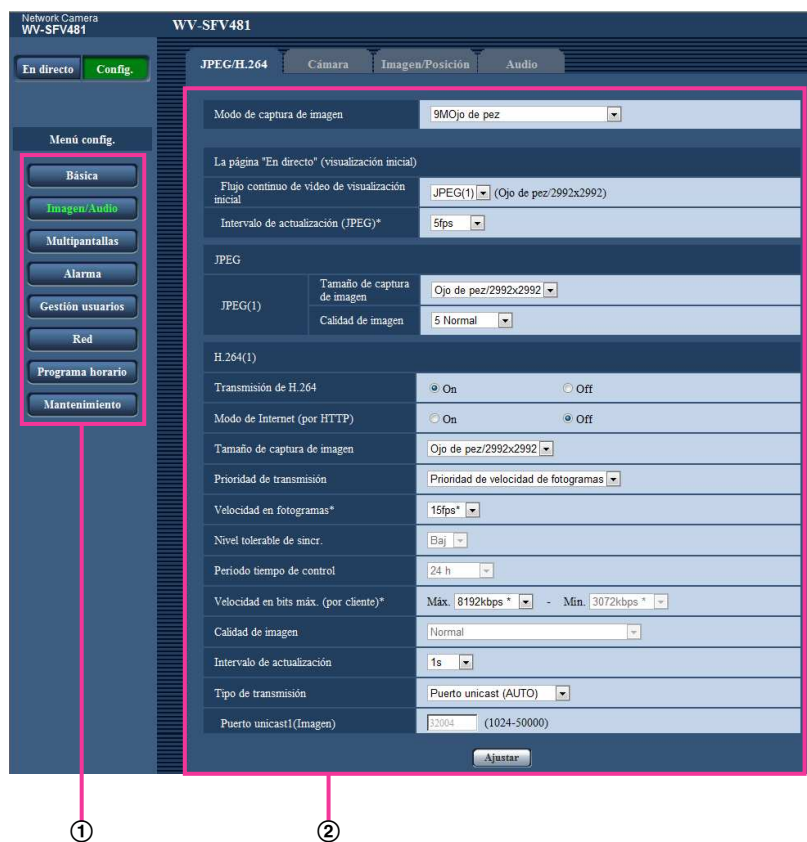 Network Camera
WV-SFV481
WV-SFV481
En directo Config.
JPEG/H.264 Cámara Imagen/Posición Audio
Menú config.
Básica
Imagen/Audio
Multipantallas
Alarma
Gestión usuarios
Red
Programa horario
Mantenimiento
Modo de captura de imagen 9MOjo de pez
La página "En directo" (visualización inicial)
Flujo continuo de vídeo de visualización
inicial
JPEG(1) (Ojo de pez/2992x2992)
Intervalo de actualización (JPEG)* 5fps
JPEG
JPEG(1)
Tamaño de captura
de imagen
Ojo de pez/2992x2992
Calidad de imagen 5 Normal
H.264(1)
Transmisión de H.264 On Off
Modo de Internet (por HTTP) On Off
Tamaño de captura de imagen Ojo de pez/2992x2992
Prioridad de transmisión Prioridad de velocidad de fotogramas
Velocidad en fotogramas* 15fps*
Nivel tolerable de sincr. Baj
Periodo tiempo de control 24 h
Velocidad en bits máx. (por cliente)* Máx. 8192kbps * - Min. 3072kbps *
Calidad de imagen Normal
Intervalo de actualización 1s
Tipo de transmisión Puerto unicast (AUTO)
Puerto unicast1(Imagen) 32004 (1024-50000)
Ajustar
① ②